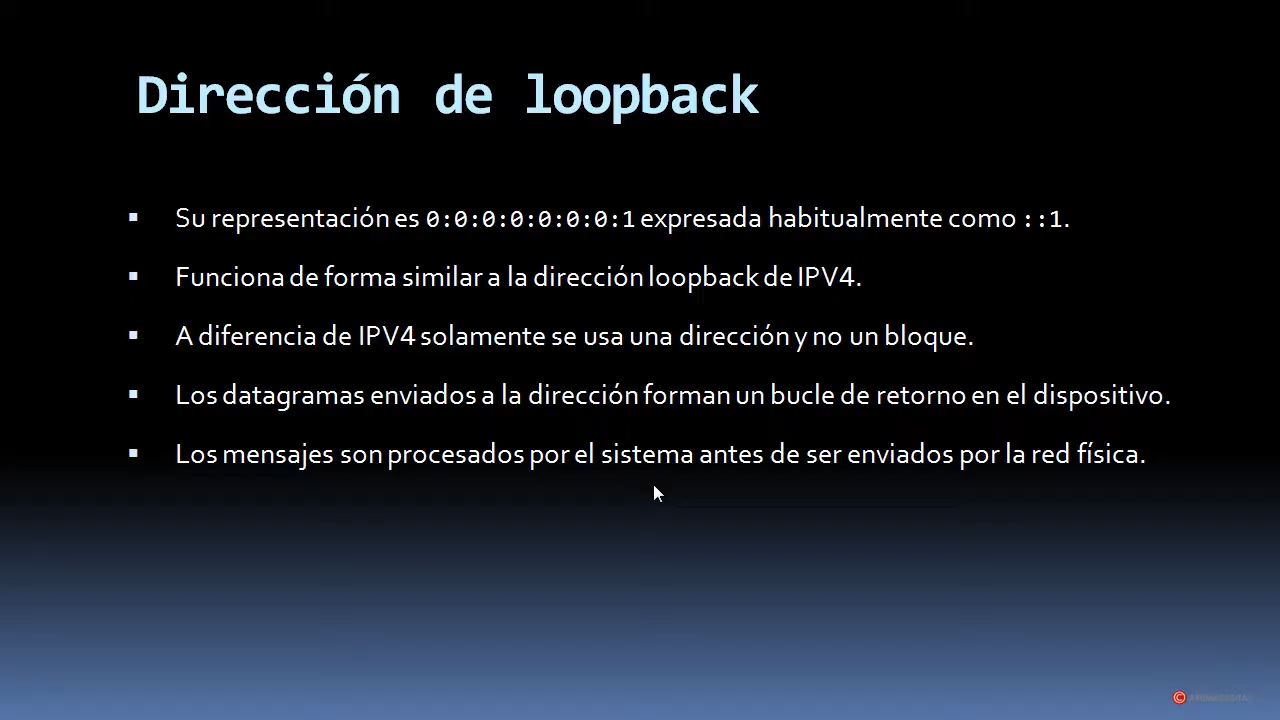 Dirección de loopback
▪ Su representación es 0:0:0:0:0:0:0:1 expresada habitualmente como ::1.
▪ Funciona de forma similar a la dirección loopback de IPV4.
▪ A diferencia de IPV4 solamente se usa una dirección y no un bloque.
▪ Los datagramas enviados a la dirección forman un bucle de retorno en el dispositivo.
▪ Los mensajes son procesados por el sistema antes de ser enviados por la red física.
©